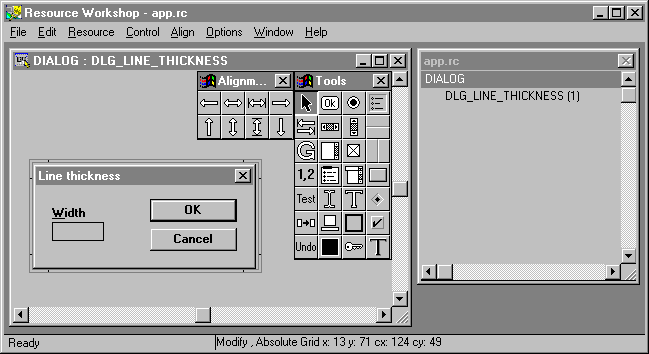 Resource Workshop - app.rc
File Edit Resource Control Align Options Window Help
DIALOG : DLG_LINE_THICKNESS
Alignm...
Tools
Ok
G
1,2
Test
T
Undo
T
Line thickness
Width
OK
Cancel
app.rc
DIALOG
DLG_LINE_THICKNESS (1)
Ready
Modify , Absolute Grid x: 13 y: 71 cx: 124 cy: 49